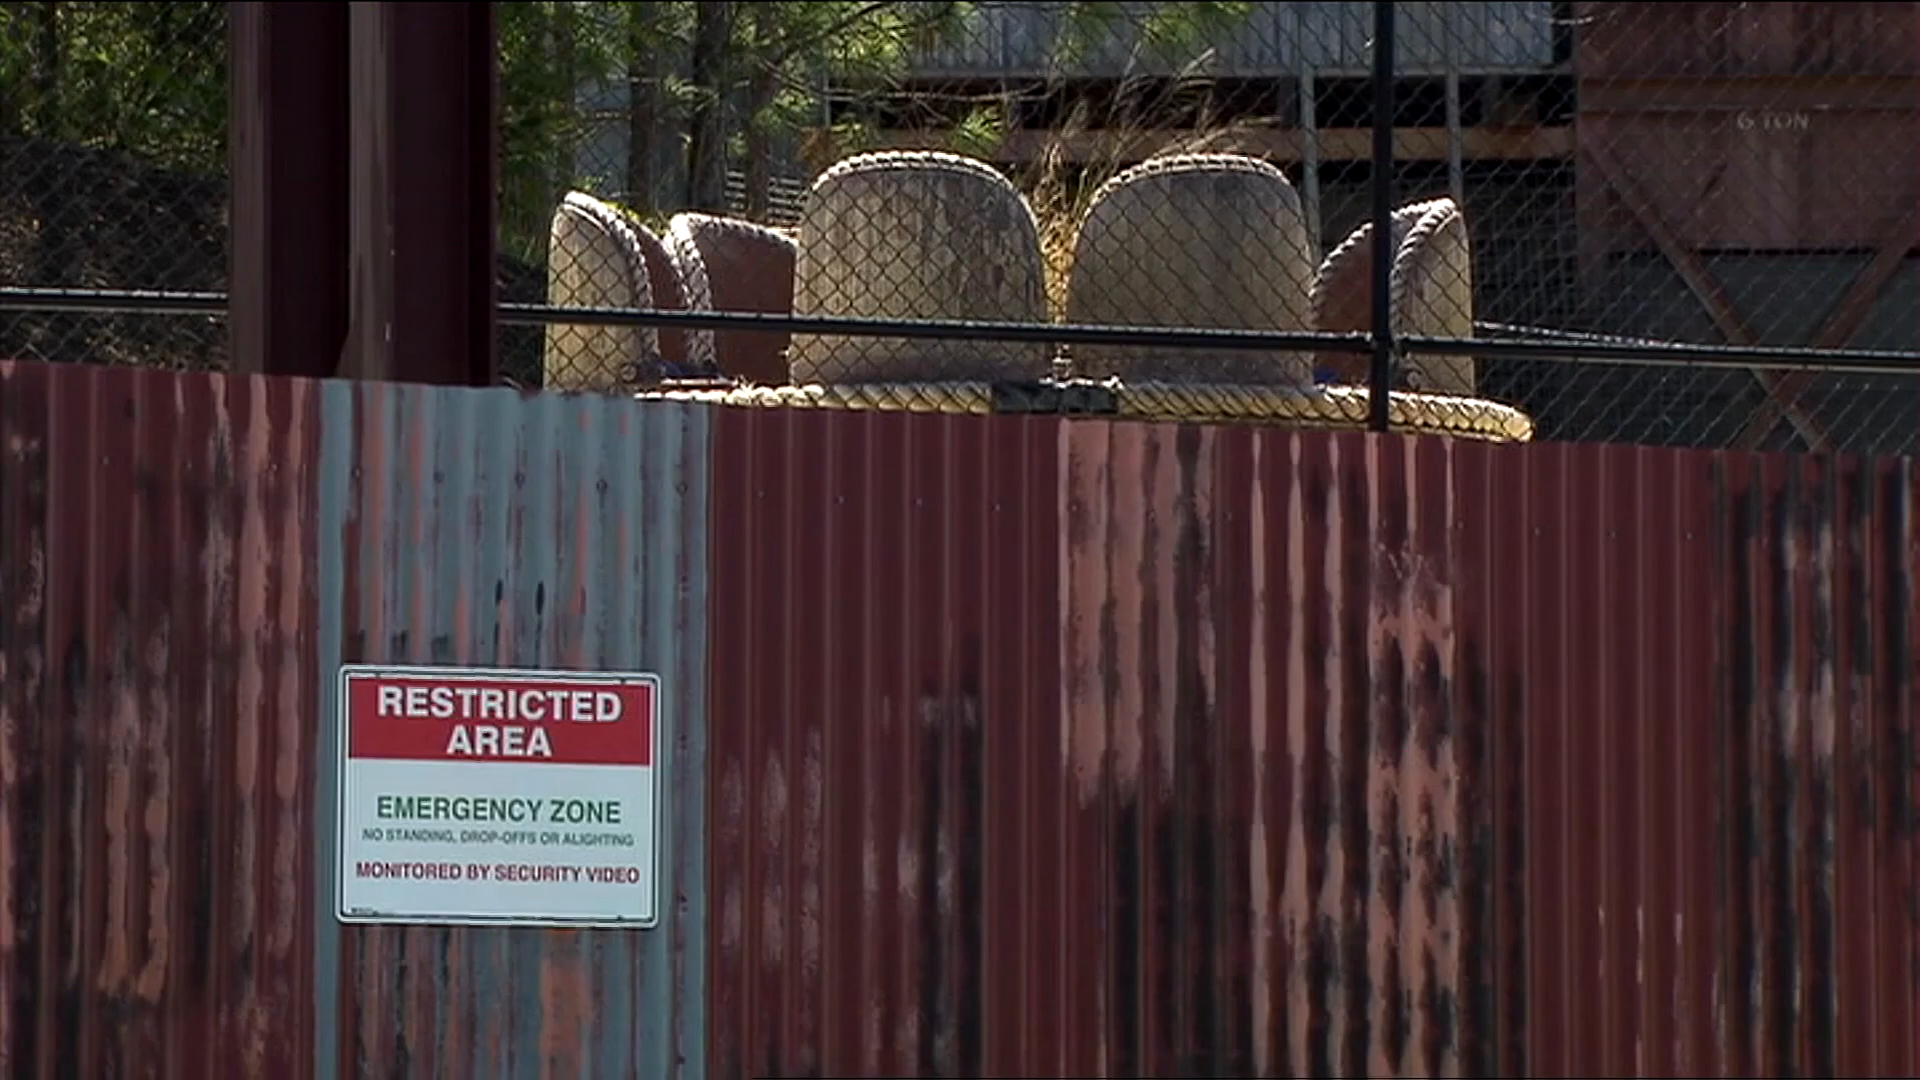 6 TON
RESTRICTED
AREA
EMERGENCY ZONE
NO STANDING, DROP-OFFS OR ALIGHTING
MONITORED BY SECURITY VIDEO